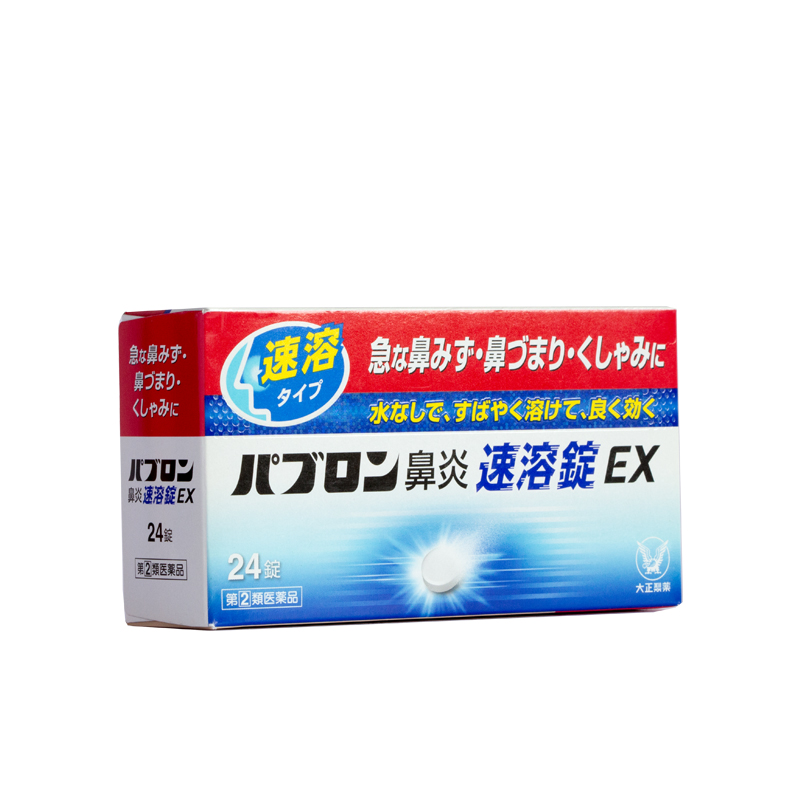 急な鼻みず・
鼻づまり・
くしゃみに
パブロン
鼻炎速溶錠EX
24錠
第②類医薬品
速溶
タイプ
急な鼻みず・鼻づまり・くしゃみに
水なしで、すばやく溶けて、良く効く
パブロン鼻炎速溶錠EX
24錠
第②類医薬品
大正製薬